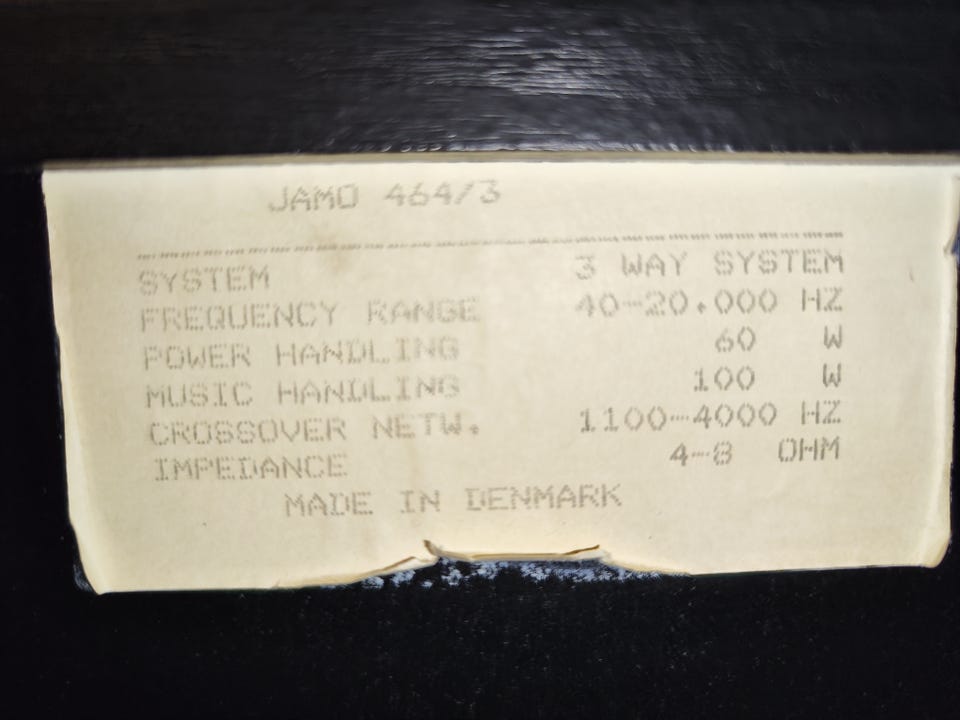 JAMO 464/3
SYSTEM 3 WAY SYSTEM
FREQUENCY RANGE 40-20.000 HZ
POWER HANDLING 60 W
MUSIC HANDLING 100 W
CROSSOVER NETW. 1100-4000 HZ
IMPEDANCE 4-8 OHM
MADE IN DENMARK